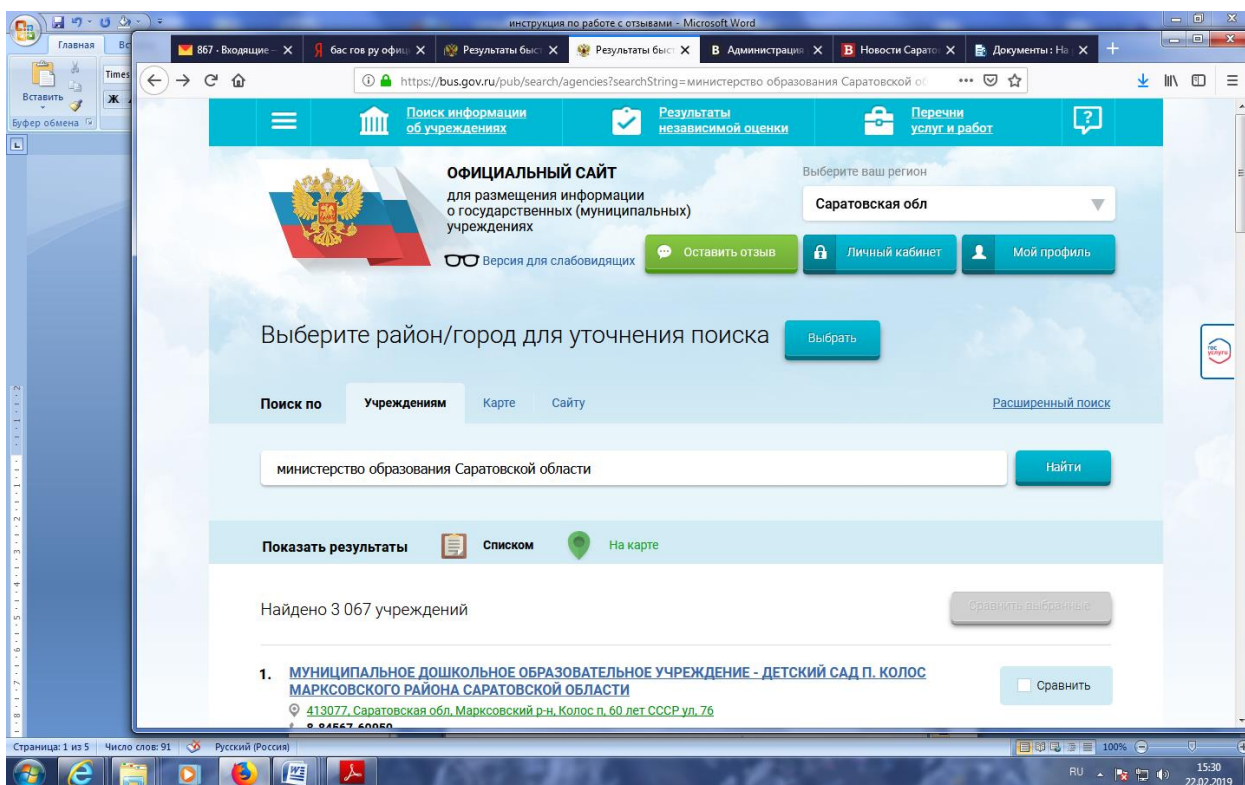 инструкция по работе с отзывами - Microsoft Word
Главная
Вставить
Times
Ж
Буфер обмена
867 · Входящие –
бас гов ру офиц
Результаты быст
Результаты быст
Администрация
Новости Сарато
Документы : На
https://bus.gov.ru/pub/search/agencies?searchString=министерство образования Саратовской об
Поиск информации
об учреждениях
Результаты
независимой оценки
Перечни
услуг и работ
ОФИЦИАЛЬНЫЙ САЙТ
для размещения информации
о государственных (муниципальных)
учреждениях
Версия для слабовидящих
Выберите ваш регион
Саратовская обл
Оставить отзыв
Личный кабинет
Мой профиль
Выберите район/город для уточнения поиска
Выбрать
гос
услуги
Поиск по Учреждениям Карте Сайту Расширенный поиск
министерство образования Саратовской области
Найти
Показать результаты Списком На карте
Найдено 3 067 учреждений
Сравнить выбранные
1. МУНИЦИПАЛЬНОЕ ДОШКОЛЬНОЕ ОБРАЗОВАТЕЛЬНОЕ УЧРЕЖДЕНИЕ - ДЕТСКИЙ САД П. КОЛОС
МАРКСОВСКОГО РАЙОНА САРАТОВСКОЙ ОБЛАСТИ
Сравнить
413077, Саратовская обл, Марксовский р-н, Колос п, 60 лет СССР ул, 76
8-84567-60950
Страница: 1 из 5 Число слов: 91 Русский (Россия) 100%
RU
15:30
22.02.2019